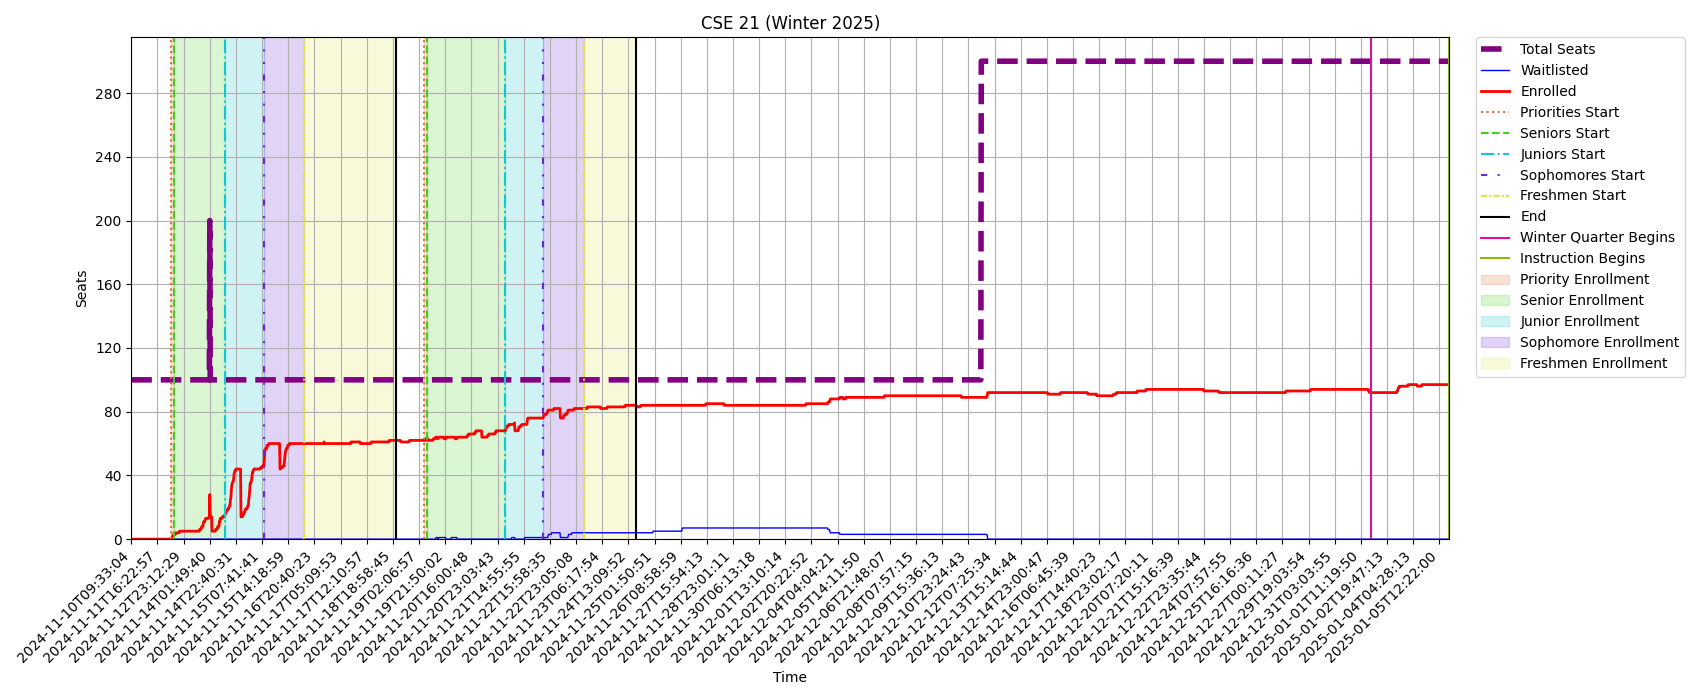 CSE 21 (Winter 2025)
Seats
280
240
200
160
120
80
40
0
2024-11-10T09:33:04
2024-11-11T16:22:57
2024-11-12T23:12:29
2024-11-14T01:49:40
2024-11-14T22:40:31
2024-11-15T07:41:41
2024-11-15T14:18:59
2024-11-16T20:40:23
2024-11-17T05:09:53
2024-11-17T12:10:57
2024-11-18T18:58:45
2024-11-19T02:06:57
2024-11-19T21:50:02
2024-11-20T16:00:48
2024-11-20T23:03:43
2024-11-21T14:55:55
2024-11-22T15:58:35
2024-11-22T23:05:08
2024-11-23T06:17:54
2024-11-24T13:09:52
2024-11-25T01:50:51
2024-11-26T08:58:59
2024-11-27T15:54:13
2024-11-28T23:01:11
2024-11-30T06:13:18
2024-12-01T13:10:14
2024-12-02T20:22:52
2024-12-04T04:04:21
2024-12-05T14:11:50
2024-12-06T21:48:07
2024-12-08T07:57:15
2024-12-09T15:36:13
2024-12-10T23:24:43
2024-12-12T07:25:34
2024-12-13T15:14:44
2024-12-14T23:00:47
2024-12-16T06:45:39
2024-12-17T14:40:23
2024-12-18T23:02:17
2024-12-20T07:20:11
2024-12-21T15:16:39
2024-12-22T23:35:44
2024-12-24T07:57:55
2024-12-25T16:16:36
2024-12-27T00:11:27
2024-12-29T19:03:54
2024-12-31T03:03:55
2025-01-01T11:19:50
2025-01-02T19:47:13
2025-01-04T04:28:13
2025-01-05T12:22:00
Time
Total Seats
Waitlisted
Enrolled
Priorities Start
Seniors Start
Juniors Start
Sophomores Start
Freshmen Start
End
Winter Quarter Begins
Instruction Begins
Priority Enrollment
Senior Enrollment
Junior Enrollment
Sophomore Enrollment
Freshmen Enrollment